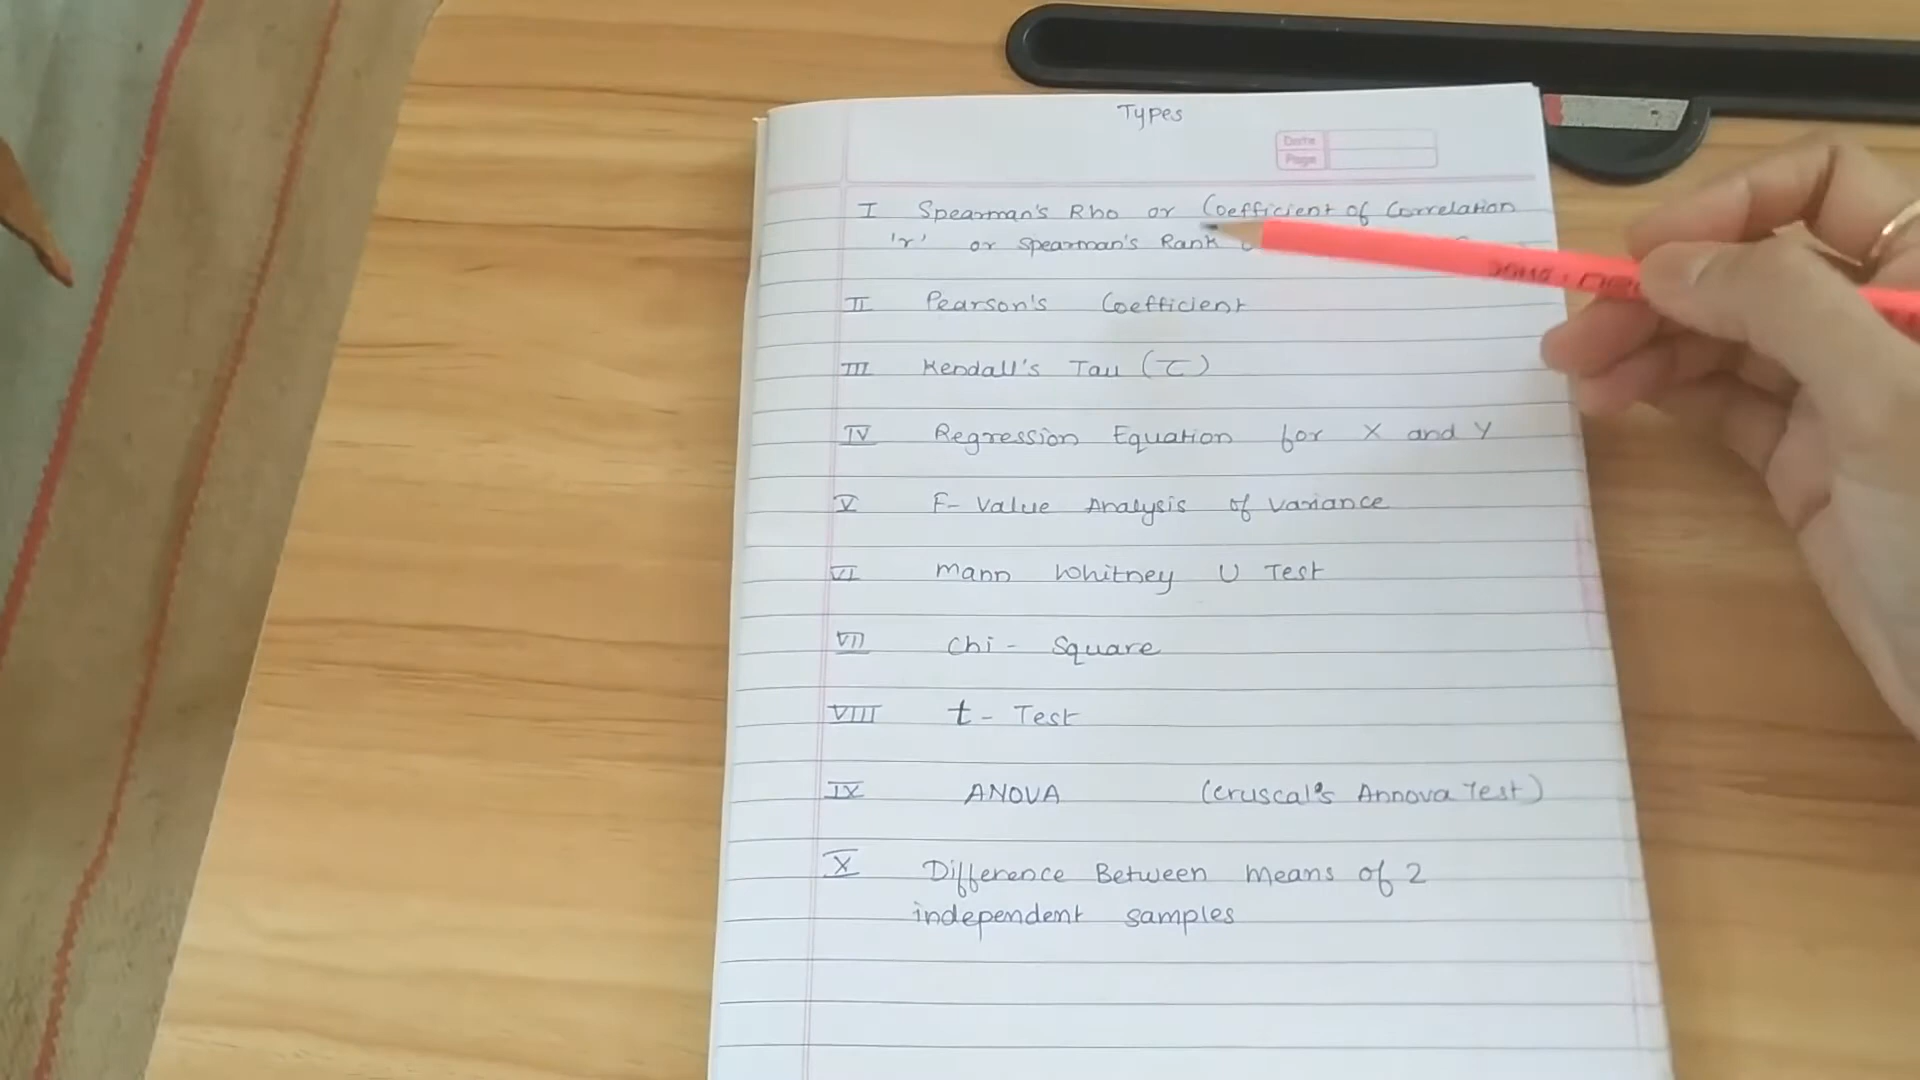 Types
Date
Page
I Spearman's Rho or Coefficient of Correlation
'r' or Spearman's Rank
II Pearson's Coefficient
III Kendall's Tau (τ)
IV Regression Equation for X and Y
V F- Value Analysis of Variance
VI Mann Whitney U Test
VII Chi - Square
VIII t - Test
IX ANOVA (Cruscal's Annova Test)
X Difference Between Means of 2
independent samples